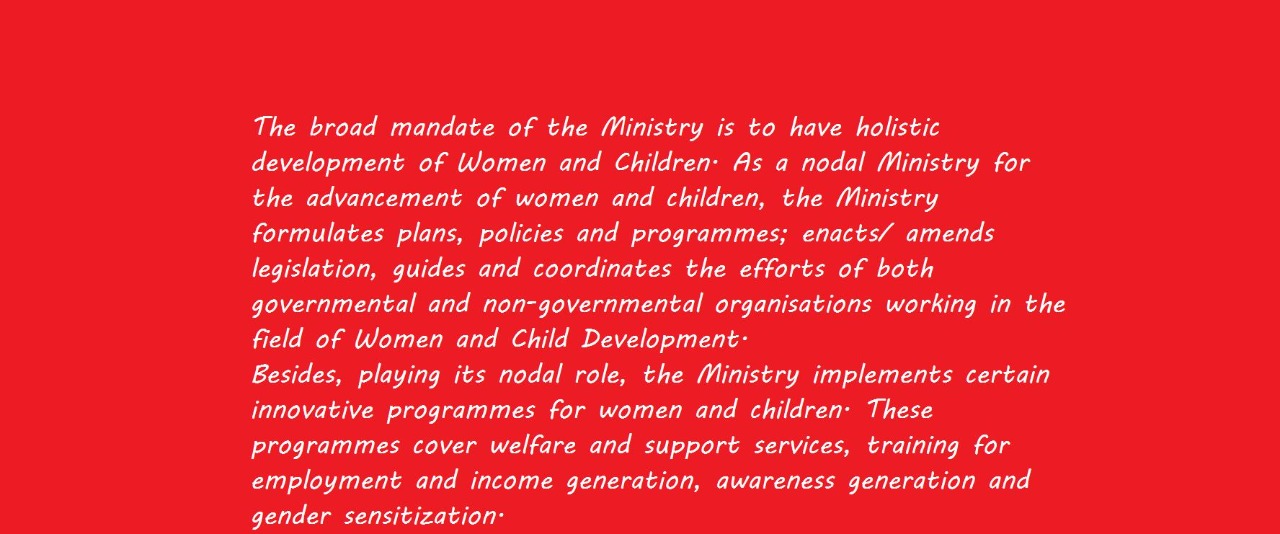 The broad mandate of the Ministry is to have holistic
development of Women and Children. As a nodal Ministry for
the advancement of women and children, the Ministry
formulates plans, policies and programmes; enacts/ amends
legislation, guides and coordinates the efforts of both
governmental and non-governmental organisations working in the
field of Women and Child Development.
Besides, playing its nodal role, the Ministry implements certain
innovative programmes for women and children. These
programmes cover welfare and support services, training for
employment and income generation, awareness generation and
gender sensitization.